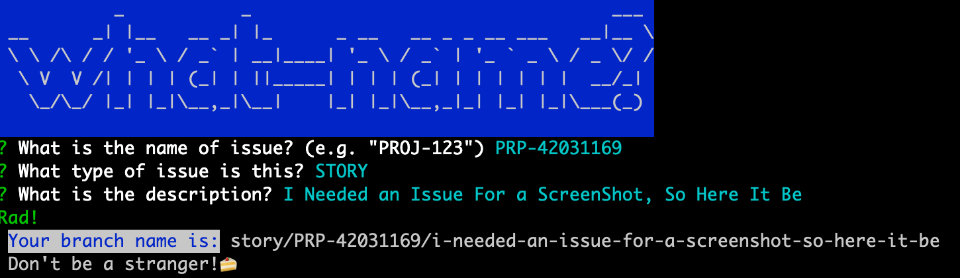 what-name?
? What is the name of issue? (e.g. "PROJ-123") PRP-42031169
? What type of issue is this? STORY
? What is the description? I Needed an Issue For a ScreenShot, So Here It Be
Rad!
Your branch name is: story/PRP-42031169/i-needed-an-issue-for-a-screenshot-so-here-it-be
Don't be a stranger!🍰